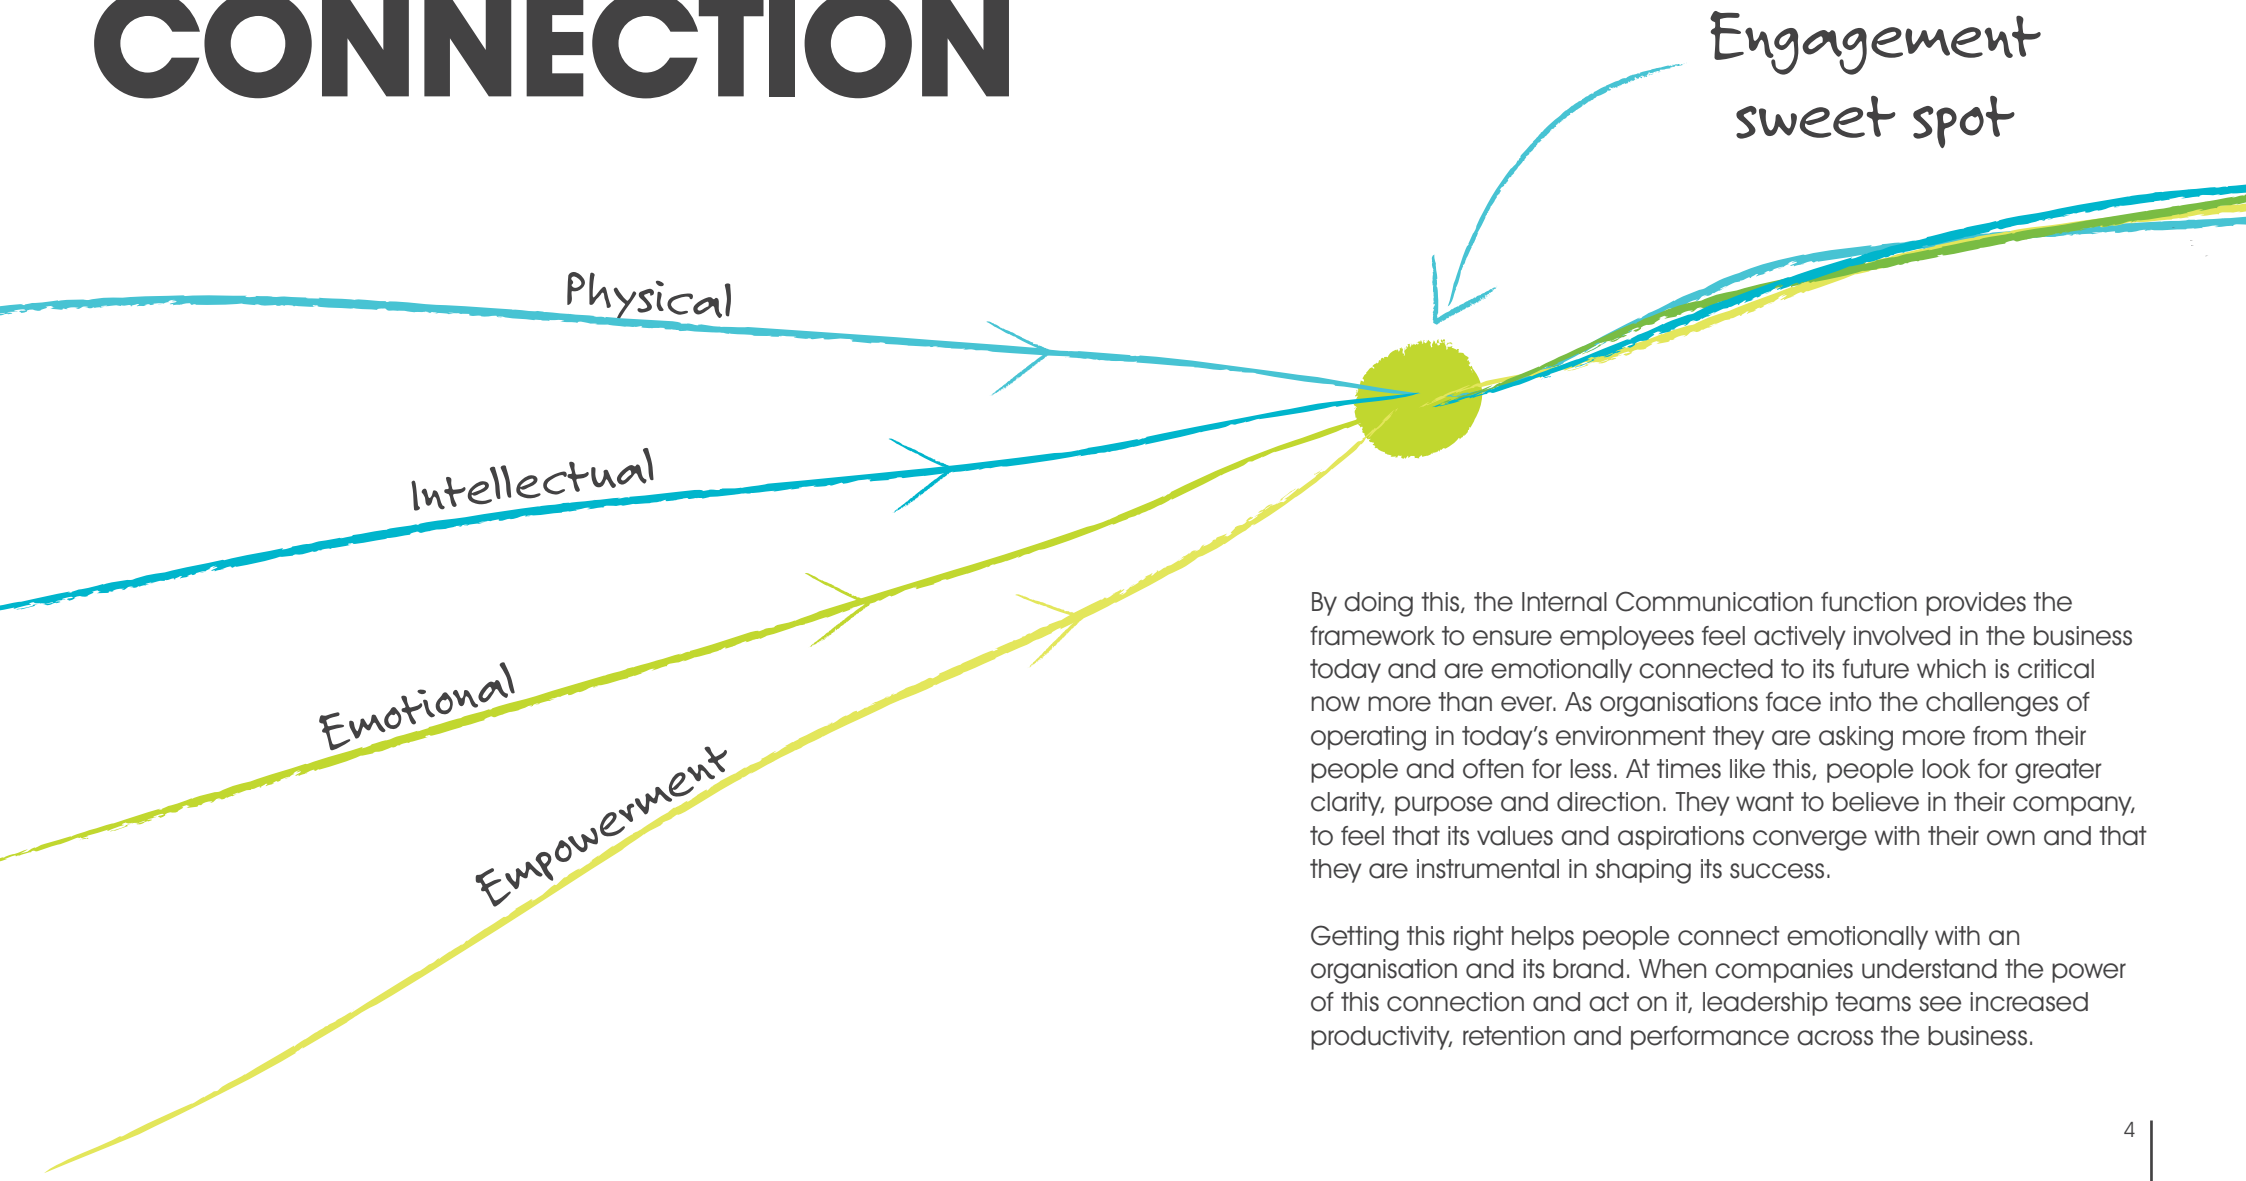 CONNECTION
Engagement
sweet spot
Physical
Intellectual
Emotional
Empowerment
By doing this, the Internal Communication function provides the
framework to ensure employees feel actively involved in the business
today and are emotionally connected to its future which is critical
now more than ever. As organisations face into the challenges of
operating in today’s environment they are asking more from their
people and often for less. At times like this, people look for greater
clarity, purpose and direction. They want to believe in their company,
to feel that its values and aspirations converge with their own and that
they are instrumental in shaping its success.
Getting this right helps people connect emotionally with an
organisation and its brand. When companies understand the power
of this connection and act on it, leadership teams see increased
productivity, retention and performance across the business.
4